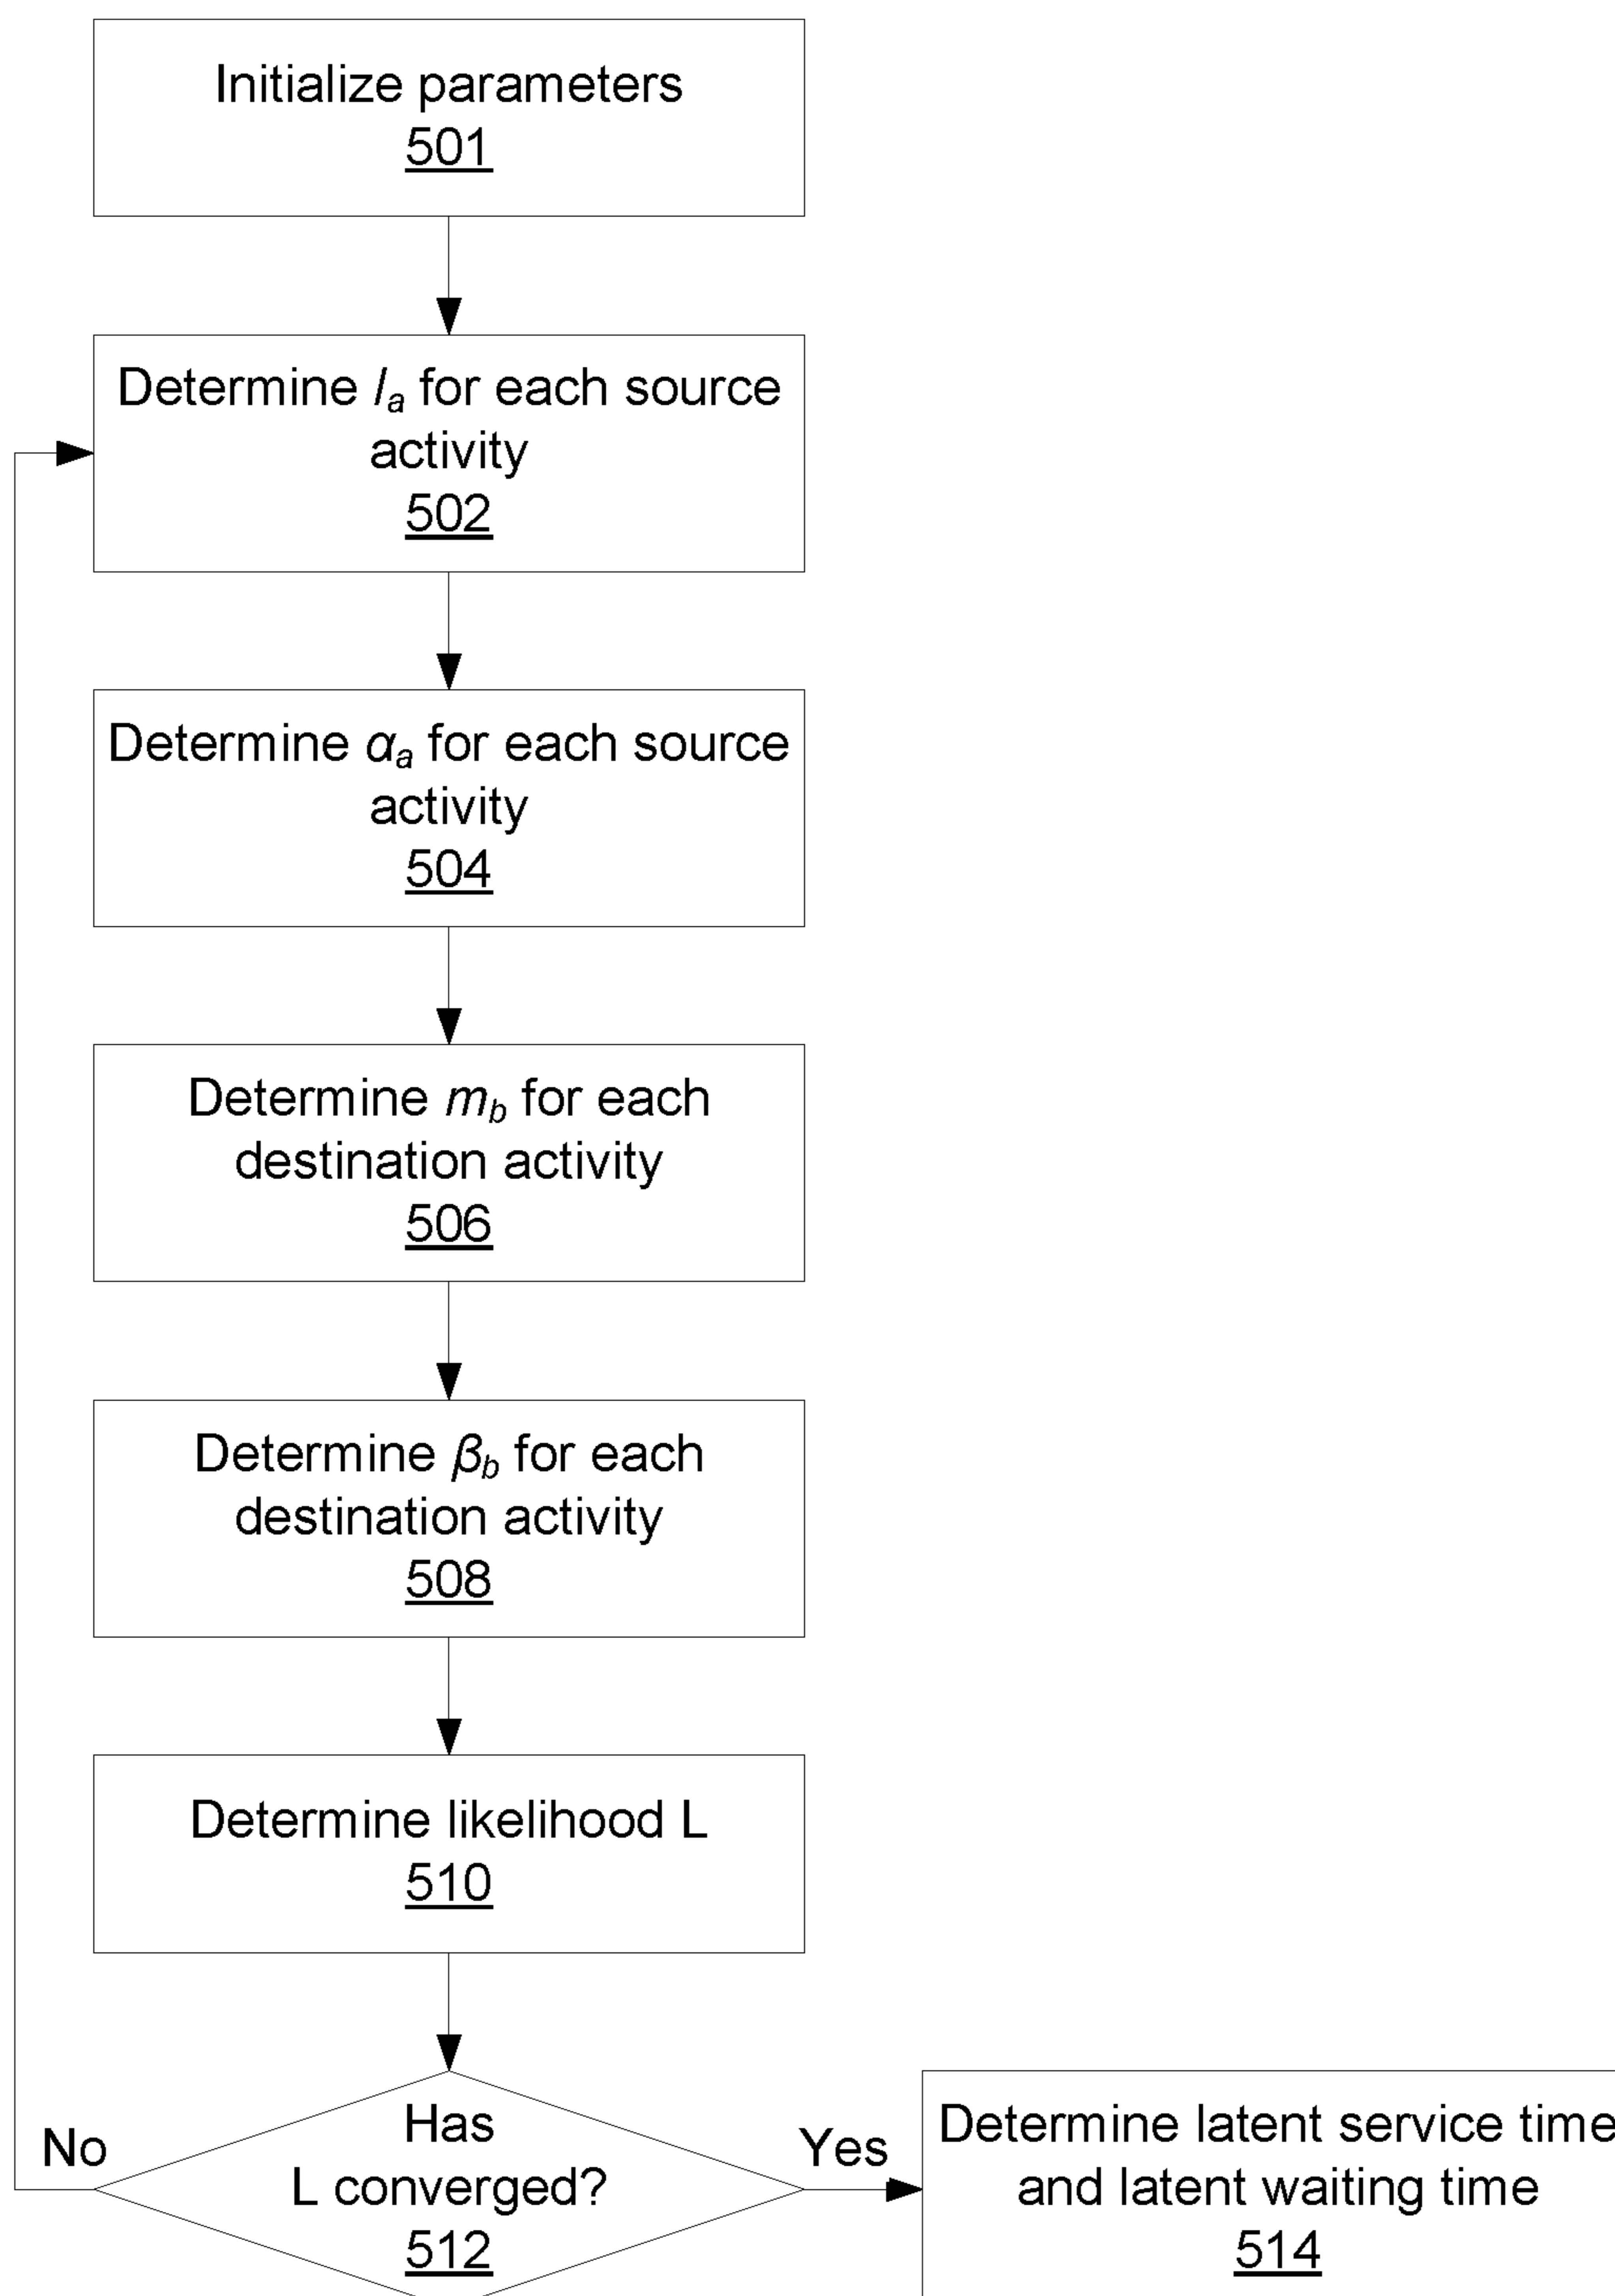 Initialize parameters
501
Determine lₐ for each source
activity
502
Determine αₐ for each source
activity
504
Determine m_b for each
destination activity
506
Determine β_b for each
destination activity
508
Determine likelihood L
510
Has
L converged?
512
No
Yes
Determine latent service time
and latent waiting time
514